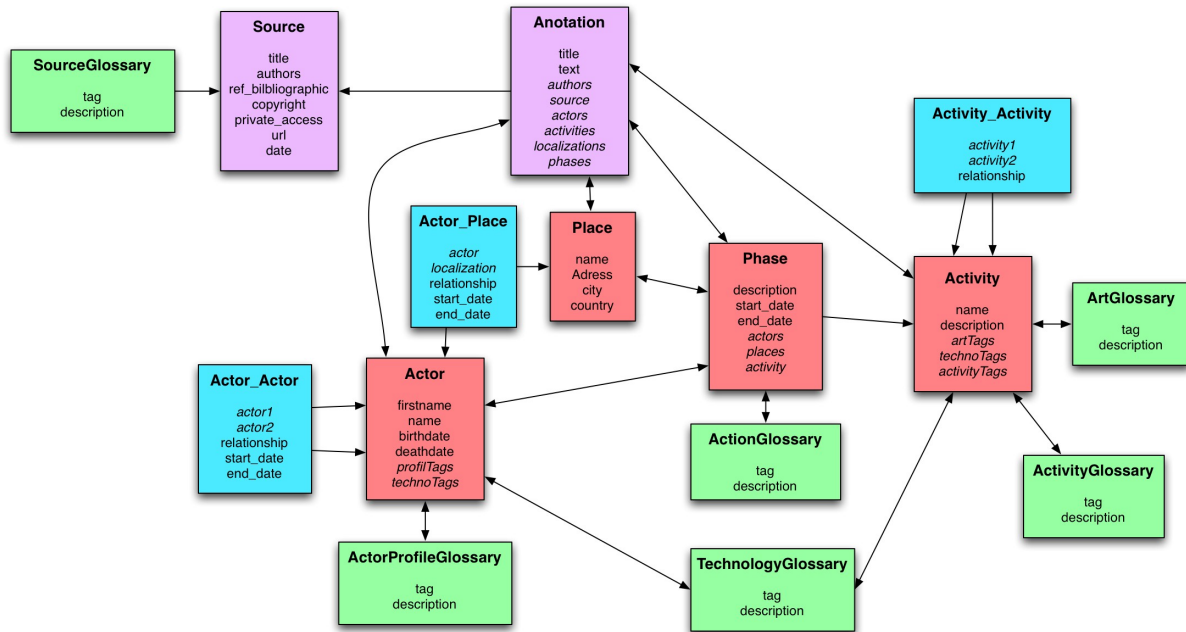 Source
title
authors
ref_bilbliographic
copyright
private_access
url
date
Anotation
title
text
authors
source
actors
activities
localizations
phases
SourceGlossary
tag
description
Activity_Activity
activity1
activity2
relationship
Actor_Place
actor
localization
relationship
start_date
end_date
Place
name
Adress
city
country
Phase
description
start_date
end_date
actors
places
activity
Activity
name
description
artTags
technoTags
activityTags
ArtGlossary
tag
description
Actor_Actor
actor1
actor2
relationship
start_date
end_date
Actor
firstname
name
birthdate
deathdate
profilTags
technoTags
ActionGlossary
tag
description
ActivityGlossary
tag
description
ActorProfileGlossary
tag
description
TechnologyGlossary
tag
description